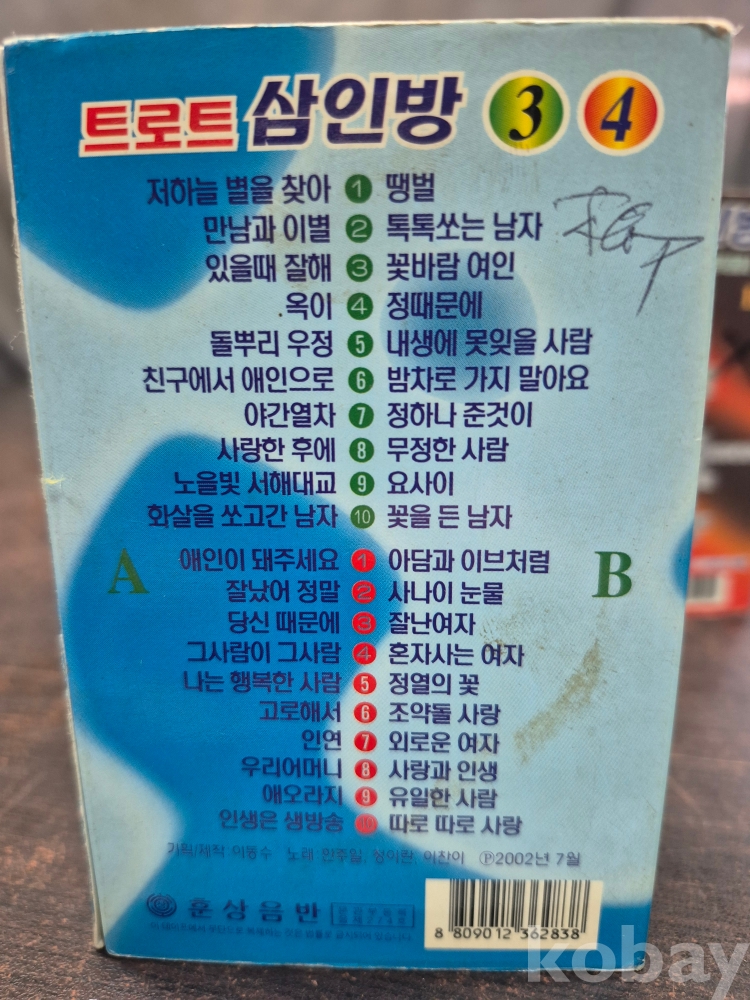 트로트 삼인방 3 4
저하늘 별을 찾아 1 땡벌
만남과 이별 2 톡톡쏘는 남자
있을때 잘해 3 꽃바람 여인
옥이 4 정때문에
돌뿌리 우정 5 내생에 못잊을 사람
친구에서 애인으로 6 밤차로 가지 말아요
야간열차 7 정하나 준것이
사랑한 후에 8 무정한 사람
노을빛 서해대교 9 요사이
화살을 쏘고간 남자 10 꽃을 든 남자
A B
애인이 돼주세요 1 아담과 이브처럼
잘났어 정말 2 사나이 눈물
당신 때문에 3 잘난여자
그사람이 그사람 4 혼자사는 여자
나는 행복한 사람 5 정열의 꽃
고로해서 6 조약돌 사랑
인연 7 외로운 여자
우리어머니 8 사랑과 인생
애오라지 9 유일한 사람
인생은 생방송 10 따로 따로 사랑
기획/제작 이동수 노래 민주일, 성이란, 이찬이 ℗2002년 7월
훈상음반
8 809012 362838
kobay